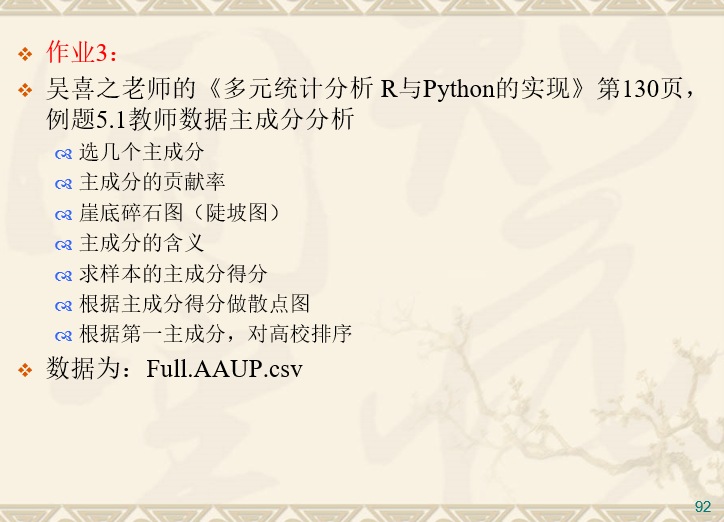 作业3：
吴喜之老师的《多元统计分析 R与Python的实现》第130页，
例题5.1教师数据主成分分析
选几个主成分
主成分的贡献率
崖底碎石图（陡坡图）
主成分的含义
求样本的主成分得分
根据主成分得分做散点图
根据第一主成分，对高校排序
数据为：Full.AAUP.csv
92